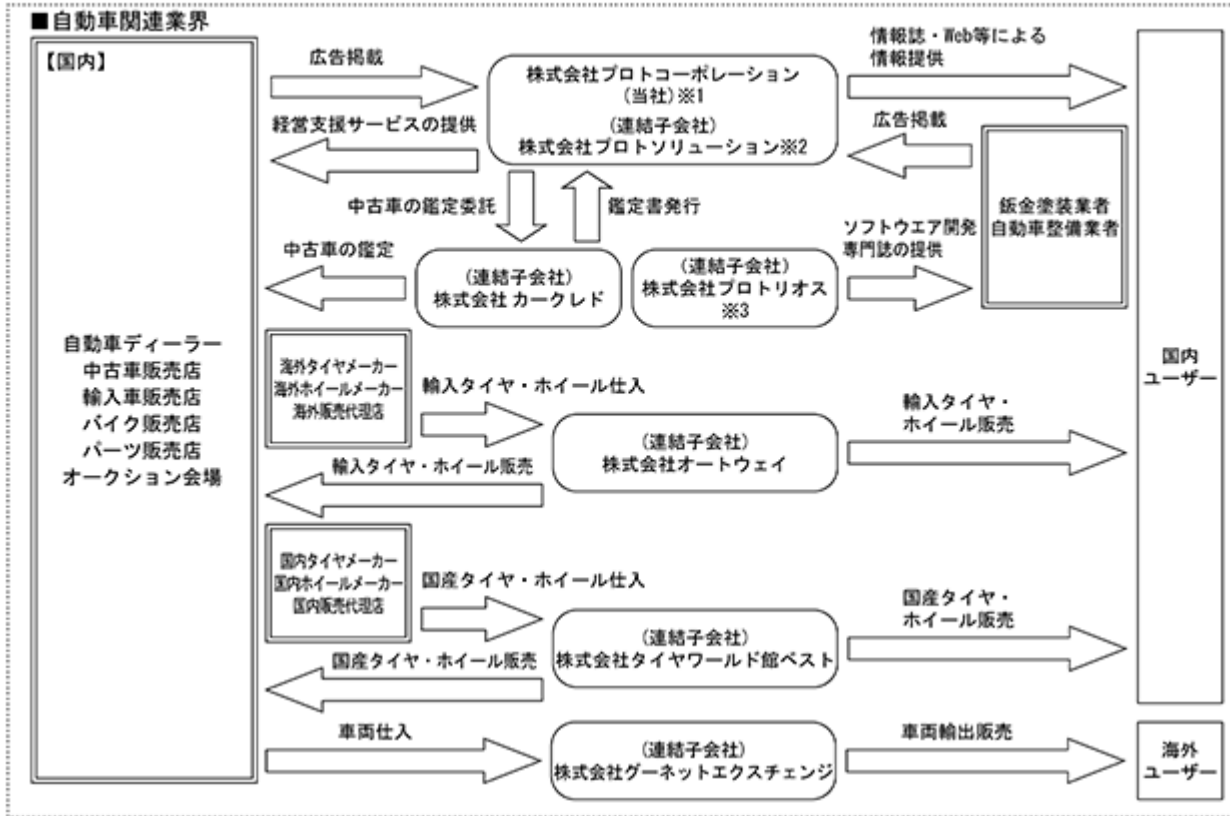 ■自動車関連業界
【国内】
広告掲載
株式会社プロトコーポレーション
(当社)※1
(連結子会社)
株式会社プロトソリューション※2
情報誌・Web等による
情報提供
経営支援サービスの提供
広告掲載
鈑金塗装業者
自動車整備業者
中古車の鑑定委託
鑑定書発行
ソフトウエア開発
専門誌の提供
中古車の鑑定
(連結子会社)
株式会社 カークレド
(連結子会社)
株式会社プロトリオス
※3
自動車ディーラー
中古車販売店
輸入車販売店
バイク販売店
パーツ販売店
オークション会場
国内
ユーザー
海外タイヤメーカー
海外ホイールメーカー
海外販売代理店
輸入タイヤ・ホイール仕入
(連結子会社)
株式会社オートウェイ
輸入タイヤ・
ホイール販売
輸入タイヤ・ホイール販売
国内タイヤメーカー
国内ホイールメーカー
国内販売代理店
国産タイヤ・ホイール仕入
(連結子会社)
株式会社タイヤワールド館ベスト
国産タイヤ・
ホイール販売
国産タイヤ・ホイール販売
車両仕入
(連結子会社)
株式会社グーネットエクスチェンジ
車両輸出販売
海外
ユーザー